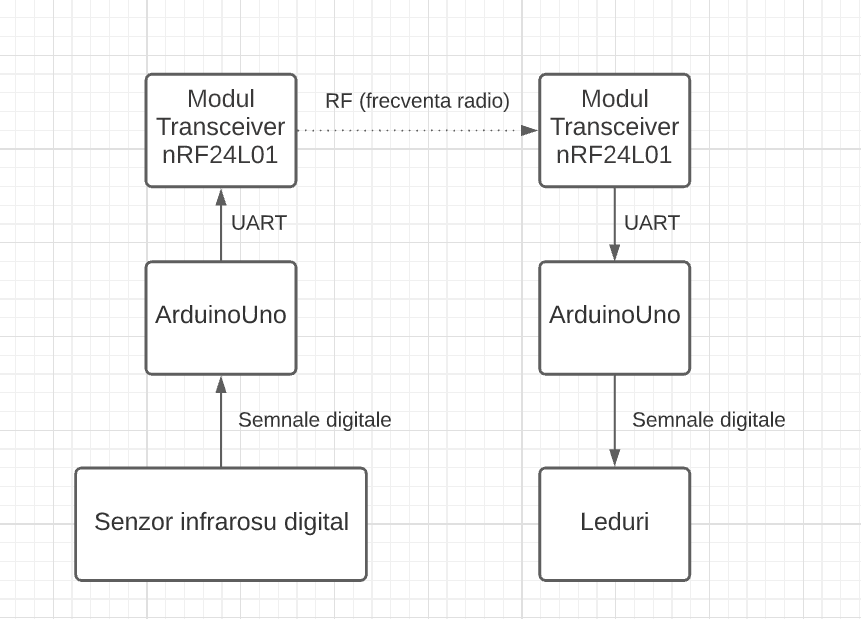 Modul
Transceiver
nRF24L01
RF (frecventa radio)
Modul
Transceiver
nRF24L01
UART
UART
ArduinoUno
ArduinoUno
Semnale digitale
Semnale digitale
Senzor infrarosu digital
Leduri